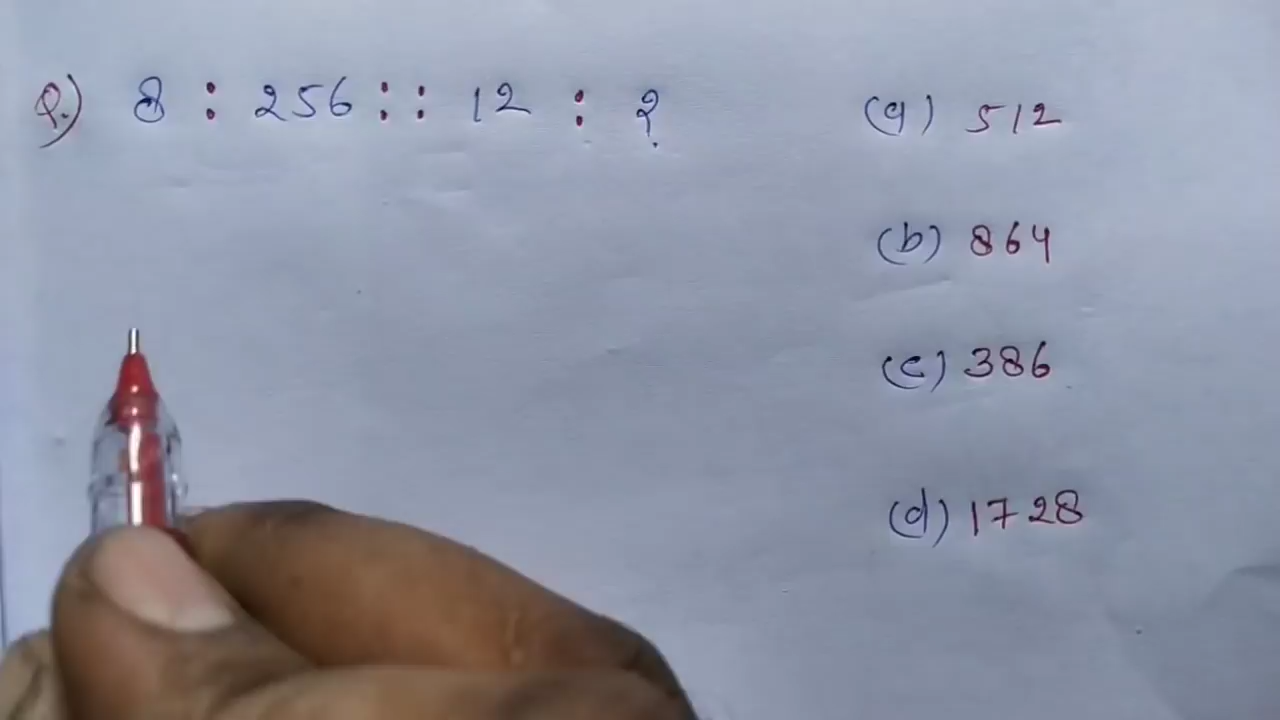 Q.) 8 : 256 :: 12 : ?
(a) 512
(b) 864
(c) 386
(d) 1728